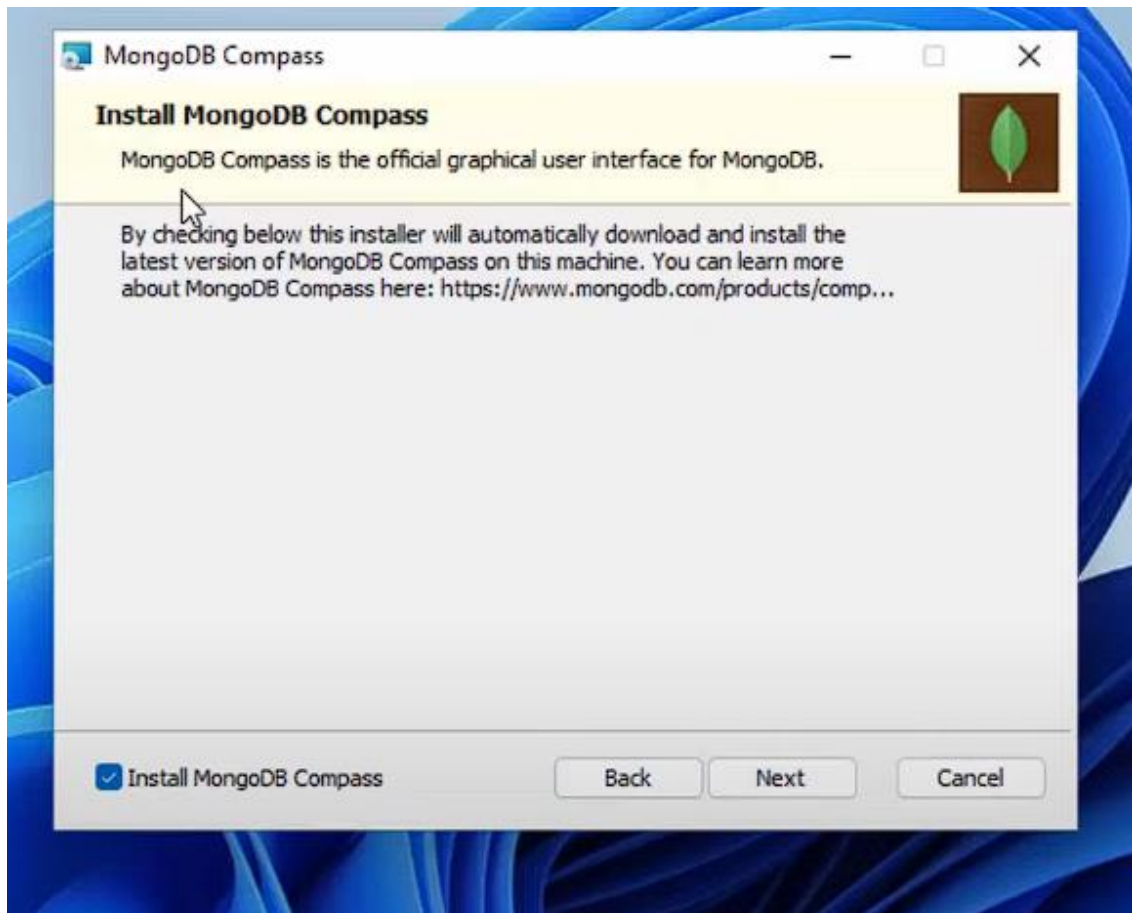 MongoDB Compass
Install MongoDB Compass
MongoDB Compass is the official graphical user interface for MongoDB.
By checking below this installer will automatically download and install the
latest version of MongoDB Compass on this machine. You can learn more
about MongoDB Compass here: https://www.mongodb.com/products/comp...
Install MongoDB Compass
Back
Next
Cancel